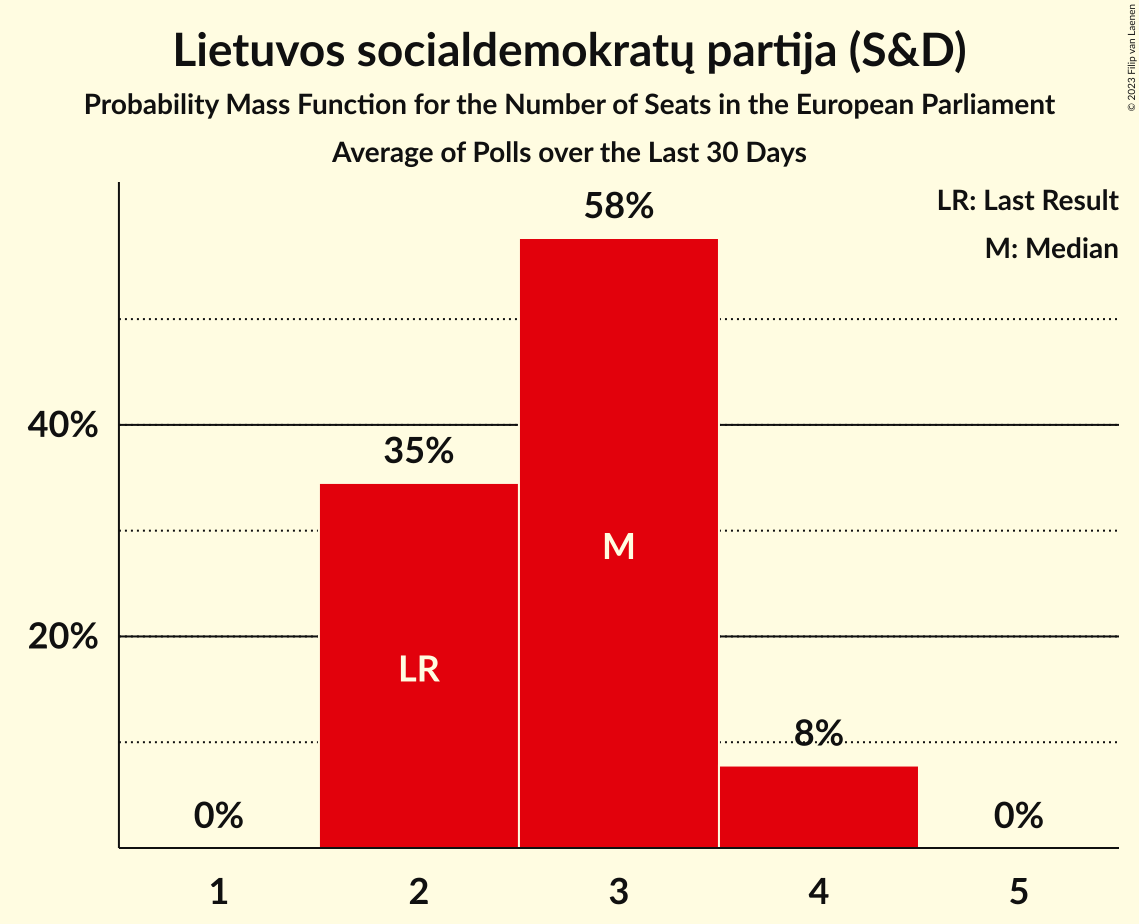 Lietuvos socialdemokratų partija (S&D)
Probability Mass Function for the Number of Seats in the European Parliament
Average of Polls over the Last 30 Days
© 2023 Filip van Laenen
LR: Last Result
M: Median
58%
40%
35%
M
20%
LR
8%
0%
0%
1
2
3
4
5